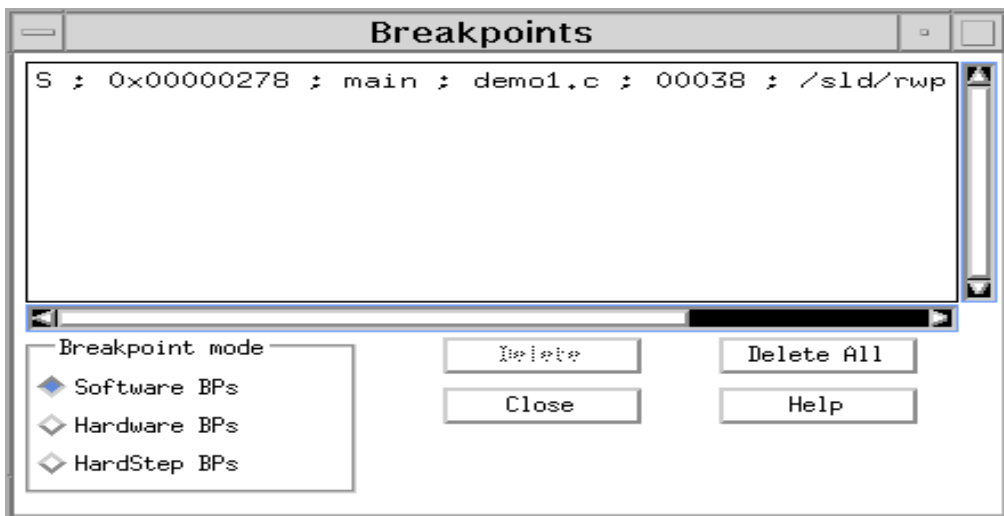 Breakpoints
S ; 0x00000278 ; main ; demo1.c ; 00038 ; /sld/rwp
Breakpoint mode
Software BPs
Hardware BPs
HardStep BPs
Delete
Delete All
Close
Help